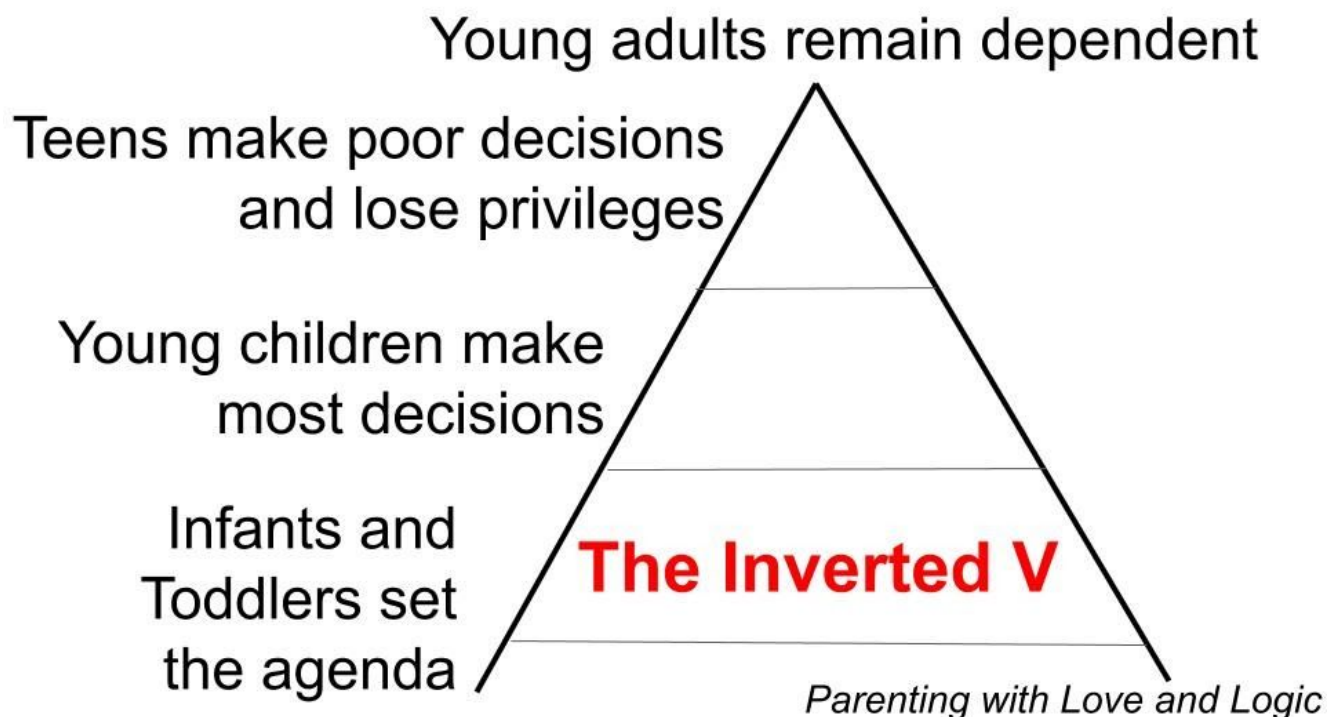 Young adults remain dependent
Teens make poor decisions
and lose privileges
Young children make
most decisions
Infants and
Toddlers set
the agenda
The Inverted V
Parenting with Love and Logic